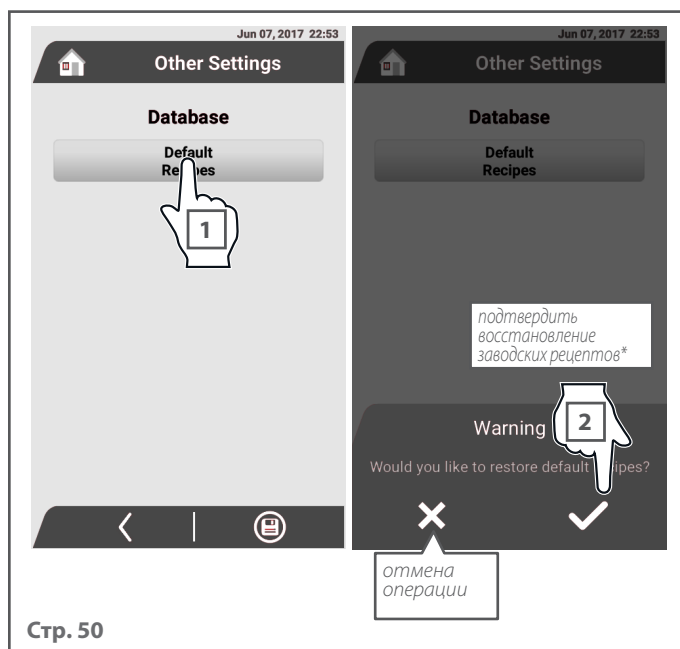 Jun 07, 2017 22:53
Other Settings
Database
Default
Recipes
1
Jun 07, 2017 22:53
Other Settings
Database
Default
Recipes
подтвердить
восстановление
заводских рецептов*
Warning
2
Would you like to restore default recipes?
отмена
операции
Стр. 50